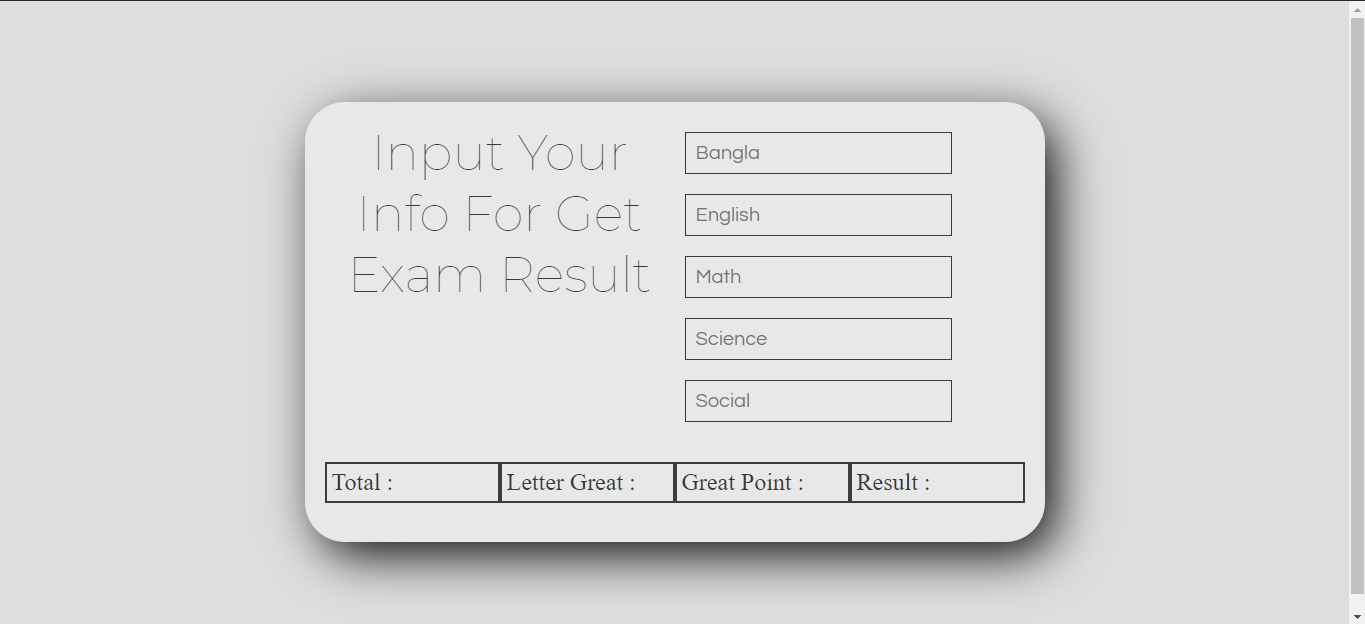 Input Your
Info For Get
Exam Result
Bangla
English
Math
Science
Social
Total :
Letter Great :
Great Point :
Result :